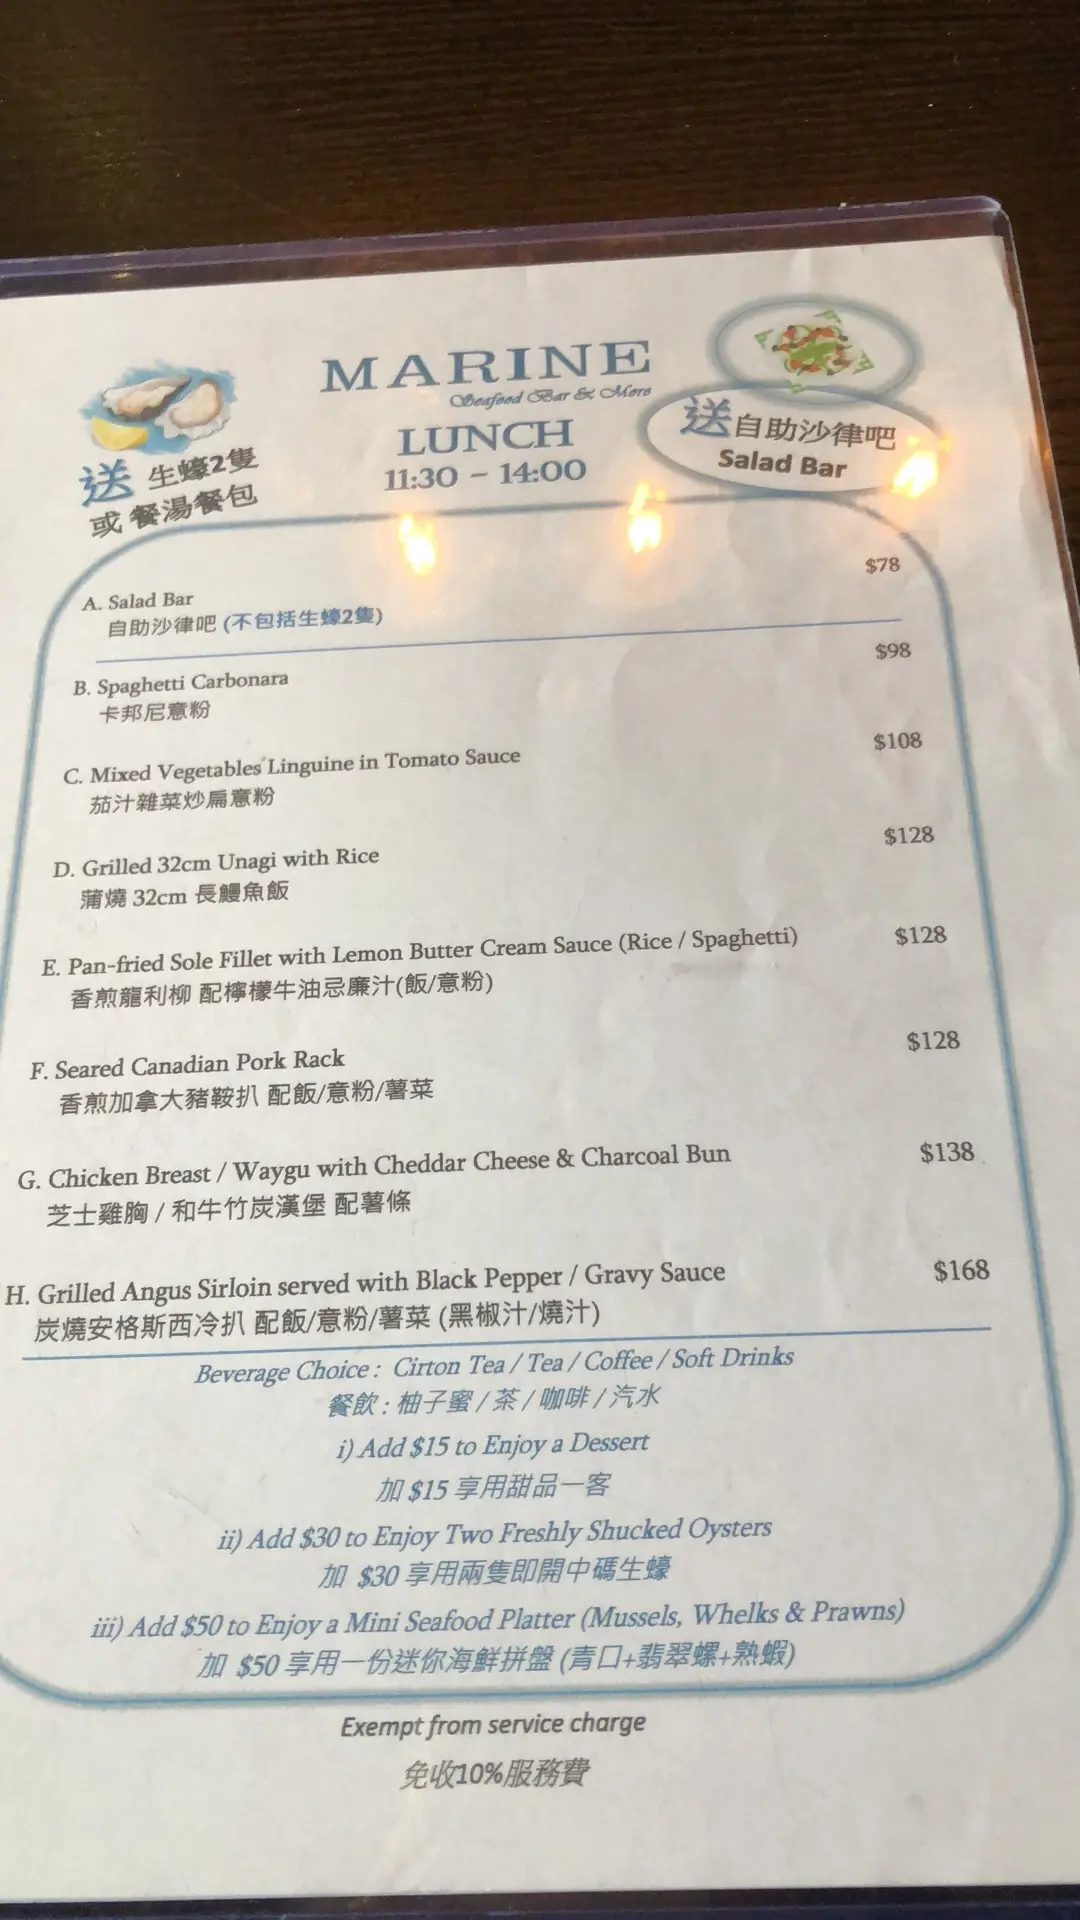 MARINE
Seafood Bar & More
LUNCH
11:30 - 14:00
送 生蠔2隻
或 餐湯餐包
送自助沙律吧
Salad Bar
A. Salad Bar $78
自助沙律吧 (不包括生蠔2隻)
B. Spaghetti Carbonara $98
卡邦尼意粉
C. Mixed Vegetables Linguine in Tomato Sauce $108
茄汁雜菜炒扁意粉
D. Grilled 32cm Unagi with Rice $128
蒲燒 32cm 長鰻魚飯
E. Pan-fried Sole Fillet with Lemon Butter Cream Sauce (Rice / Spaghetti) $128
香煎龍利柳 配檸檬牛油忌廉汁(飯/意粉)
F. Seared Canadian Pork Rack $128
香煎加拿大豬鞍扒 配飯/意粉/薯菜
G. Chicken Breast / Waygu with Cheddar Cheese & Charcoal Bun $138
芝士雞胸 / 和牛竹炭漢堡 配薯條
H. Grilled Angus Sirloin served with Black Pepper / Gravy Sauce $168
炭燒安格斯西冷扒 配飯/意粉/薯菜 (黑椒汁/燒汁)
Beverage Choice : Cirton Tea / Tea / Coffee / Soft Drinks
餐飲 : 柚子蜜 / 茶 / 咖啡 / 汽水
i) Add $15 to Enjoy a Dessert
加 $15 享用甜品一客
ii) Add $30 to Enjoy Two Freshly Shucked Oysters
加 $30 享用兩隻即開中碼生蠔
iii) Add $50 to Enjoy a Mini Seafood Platter (Mussels, Whelks & Prawns)
加 $50 享用一份迷你海鮮拼盤 (青口+翡翠螺+熟蝦)
Exempt from service charge
免收10%服務費